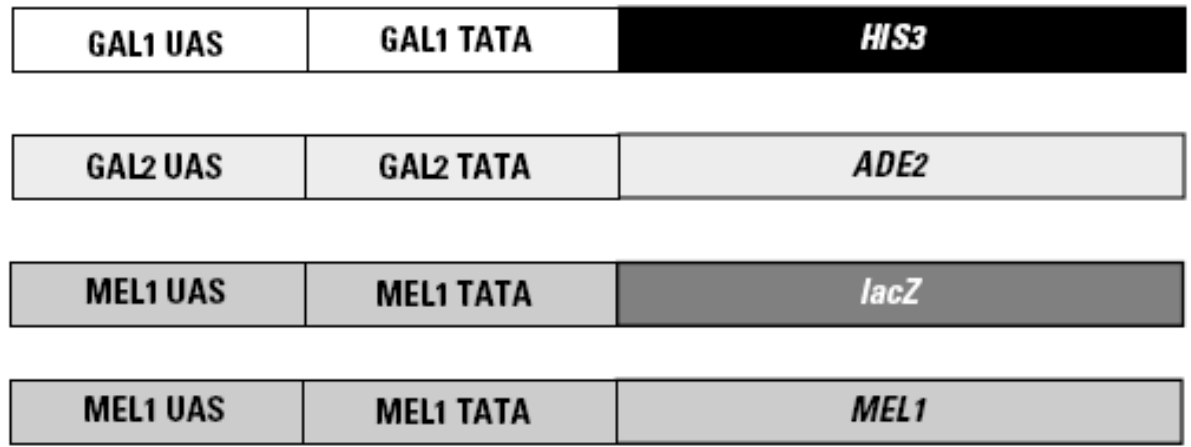 GAL1 UAS GAL1 TATA HIS3
GAL2 UAS GAL2 TATA ADE2
MEL1 UAS MEL1 TATA lacZ
MEL1 UAS MEL1 TATA MEL1